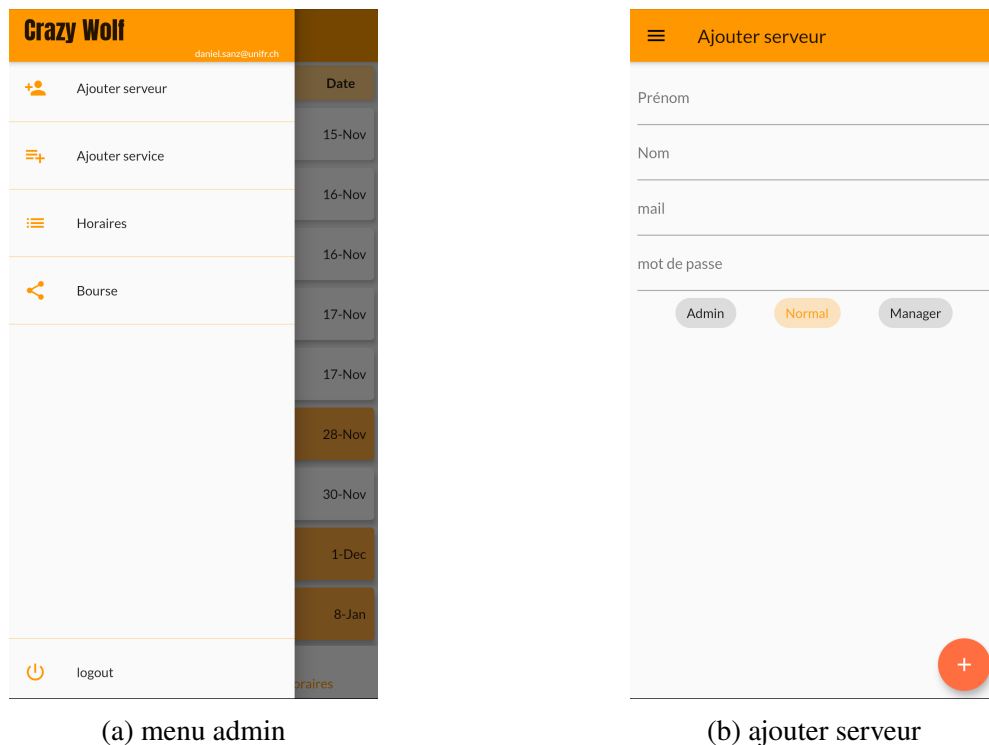 Crazy Wolf
daniel.sanz@unifr.ch
Ajouter serveur
Ajouter service
Horaires
Bourse
logout
Date
15-Nov
16-Nov
16-Nov
17-Nov
17-Nov
28-Nov
30-Nov
1-Dec
8-Jan
oraires
(a) menu admin
Ajouter serveur
Prénom
Nom
mail
mot de passe
Admin Normal Manager
+
(b) ajouter serveur